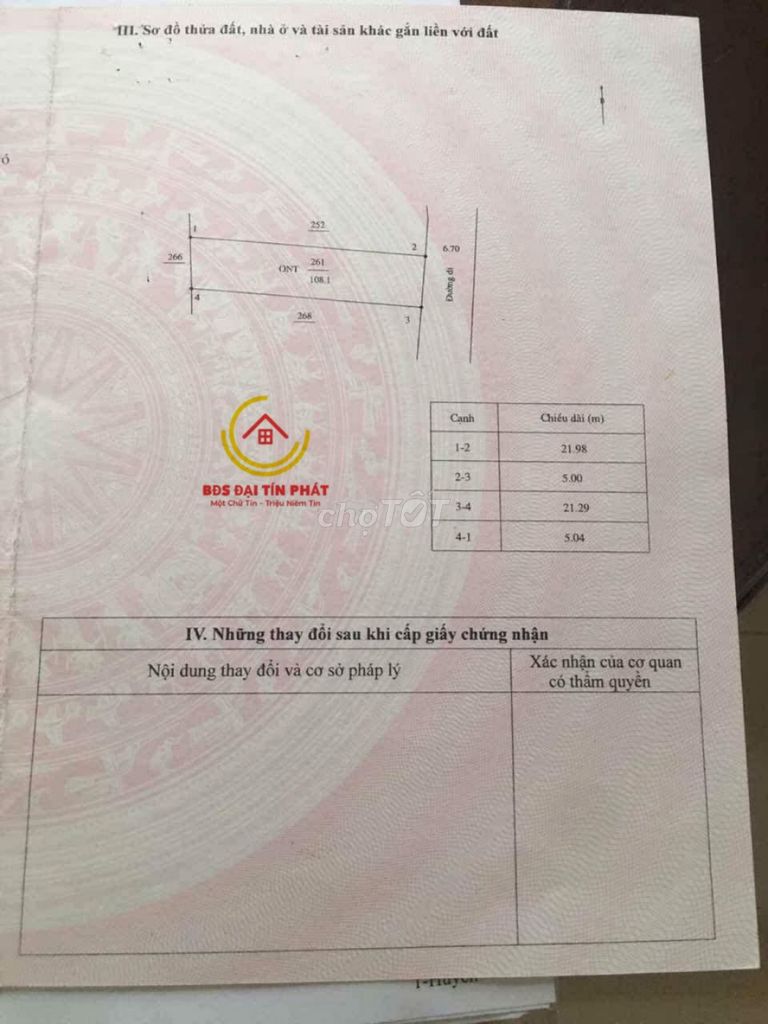 III. Sơ đồ thửa đất, nhà ở và tài sản khác gắn liền với đất
ó
1
252
2
6.70
266
ONT
261
108.1
Đường đi
4
268
3
Cạnh Chiều dài (m)
1-2 21.98
2-3 5.00
3-4 21.29
4-1 5.04
BĐS ĐẠI TÍN PHÁT
Một Chữ Tín - Triệu Niềm Tin
chợTỐT
IV. Những thay đổi sau khi cấp giấy chứng nhận
Nội dung thay đổi và cơ sở pháp lý
Xác nhận của cơ quan
có thẩm quyền